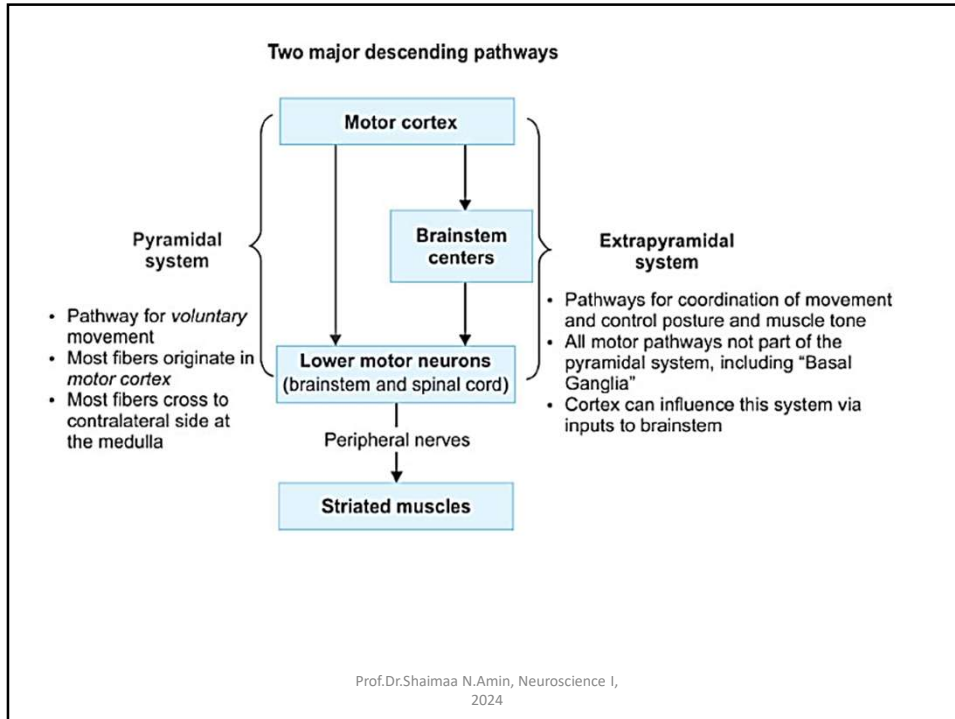 Two major descending pathways
Motor cortex
Brainstem
centers
Pyramidal
system
• Pathway for voluntary
movement
• Most fibers originate in
motor cortex
• Most fibers cross to
contralateral side at
the medulla
Extrapyramidal
system
• Pathways for coordination of movement
and control posture and muscle tone
• All motor pathways not part of the
pyramidal system, including “Basal
Ganglia”
• Cortex can influence this system via
inputs to brainstem
Lower motor neurons
(brainstem and spinal cord)
Peripheral nerves
Striated muscles
Prof.Dr.Shaimaa N.Amin, Neuroscience I,
2024